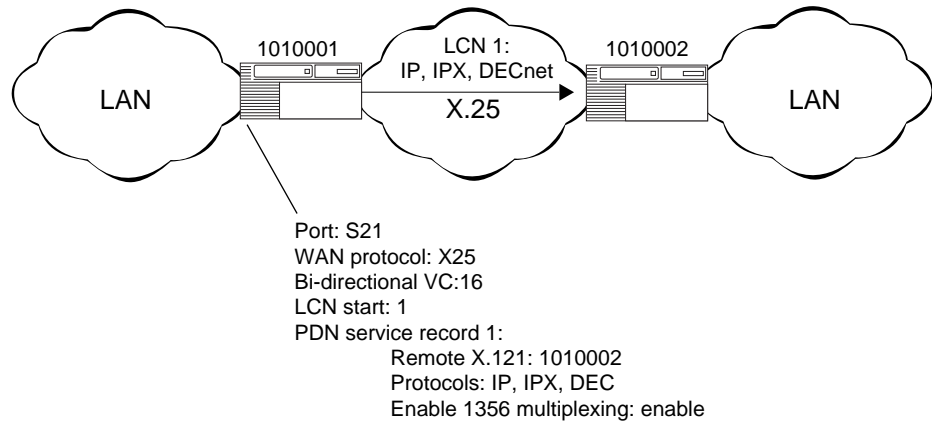 1010001
LCN 1:
1010002
IP, IPX, DECnet
LAN
X.25
LAN
Port: S21
WAN protocol: X25
Bi-directional VC:16
LCN start: 1
PDN service record 1:
Remote X.121: 1010002
Protocols: IP, IPX, DEC
Enable 1356 multiplexing: enable